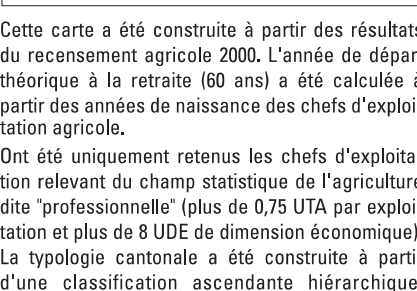 Cette carte a été construite à partir des résultats
du recensement agricole 2000. L'année de dépar
théorique à la retraite (60 ans) a été calculée à
partir des années de naissance des chefs d'exploi
tation agricole.
Ont été uniquement retenus les chefs d'exploita
tion relevant du champ statistique de l'agriculture
dite "professionnelle" (plus de 0,75 UTA par exploi
tation et plus de 8 UDE de dimension économique)
La typologie cantonale a été construite à parti
d'une classification ascendante hiérarchique